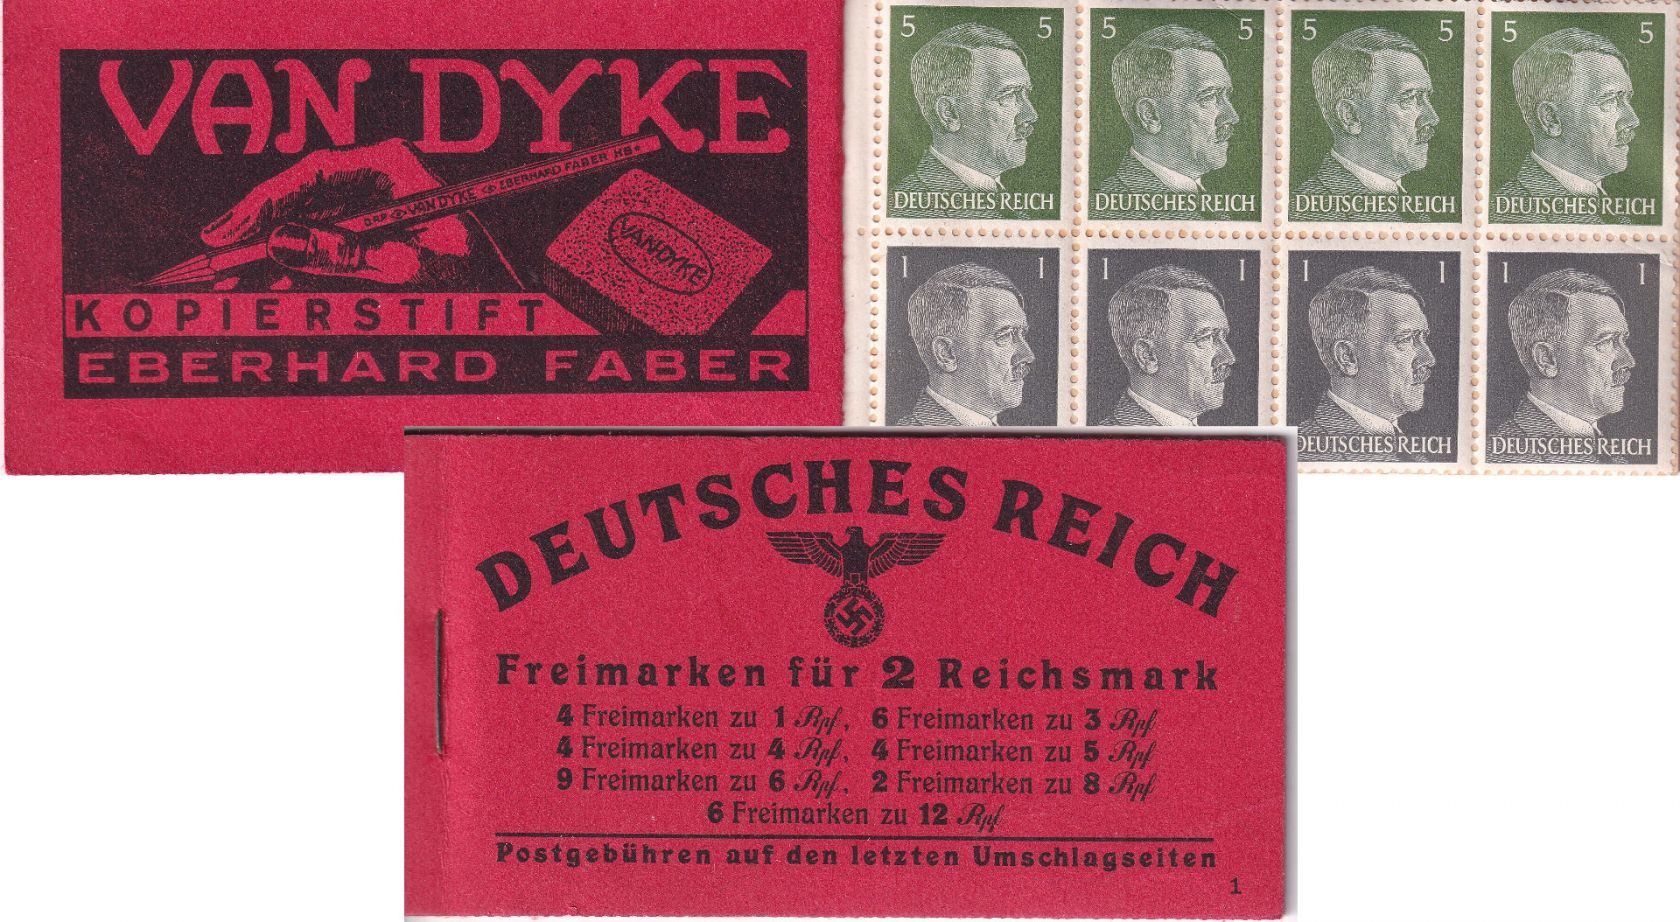 VAN DYKE
D.R.P. VAN DYKE EBERHARD FABER HB
VANDYKE
KOPIERSTIFT
EBERHARD FABER
5 5 5 5 5 5 5 5
DEUTSCHES REICH DEUTSCHES REICH DEUTSCHES REICH DEUTSCHES REICH
1 1 1 1 1 1 1 1
DEUTSCHES REICH DEUTSCHES REICH
DEUTSCHES REICH
Freimarken für 2 Reichsmark
4 Freimarken zu 1 Rpf, 6 Freimarken zu 3 Rpf
4 Freimarken zu 4 Rpf, 4 Freimarken zu 5 Rpf
9 Freimarken zu 6 Rpf, 2 Freimarken zu 8 Rpf
6 Freimarken zu 12 Rpf
Postgebühren auf den letzten Umschlagseiten
1